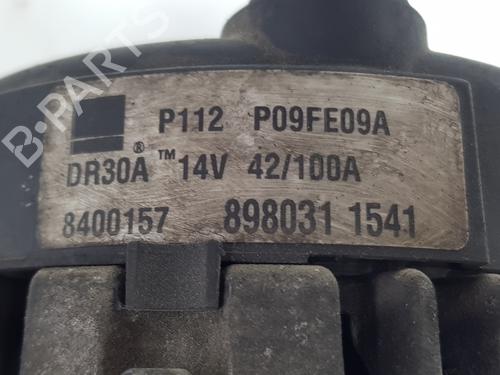 B-PARTS
P112 P09FE09A
® DR30A ™ 14V 42/100A
8400157 898031 1541